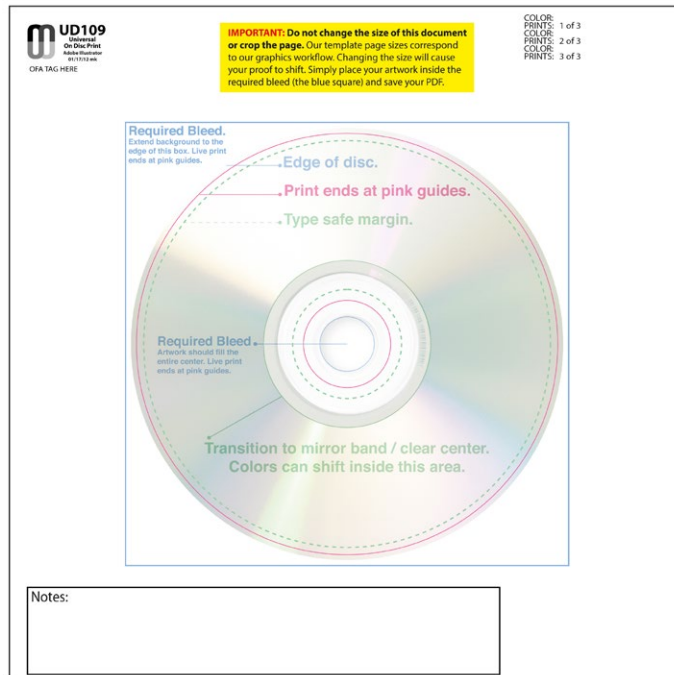 UD109
Universal
On Disc Print
Adobe Illustrator
01/17/13 mk
OFA TAG HERE
IMPORTANT: Do not change the size of this document
or crop the page. Our template page sizes correspond
to our graphics workflow. Changing the size will cause
your proof to shift. Simply place your artwork inside the
required bleed (the blue square) and save your PDF.
COLOR:
PRINTS: 1 of 3
COLOR:
PRINTS: 2 of 3
COLOR:
PRINTS: 3 of 3
Required Bleed.
Extend background to the
edge of this box. Live print
ends at pink guides.
Edge of disc.
Print ends at pink guides.
Type safe margin.
Required Bleed
Artwork should fill the
entire center. Live print
ends at pink guides.
Transition to mirror band / clear center.
Colors can shift inside this area.
Notes: